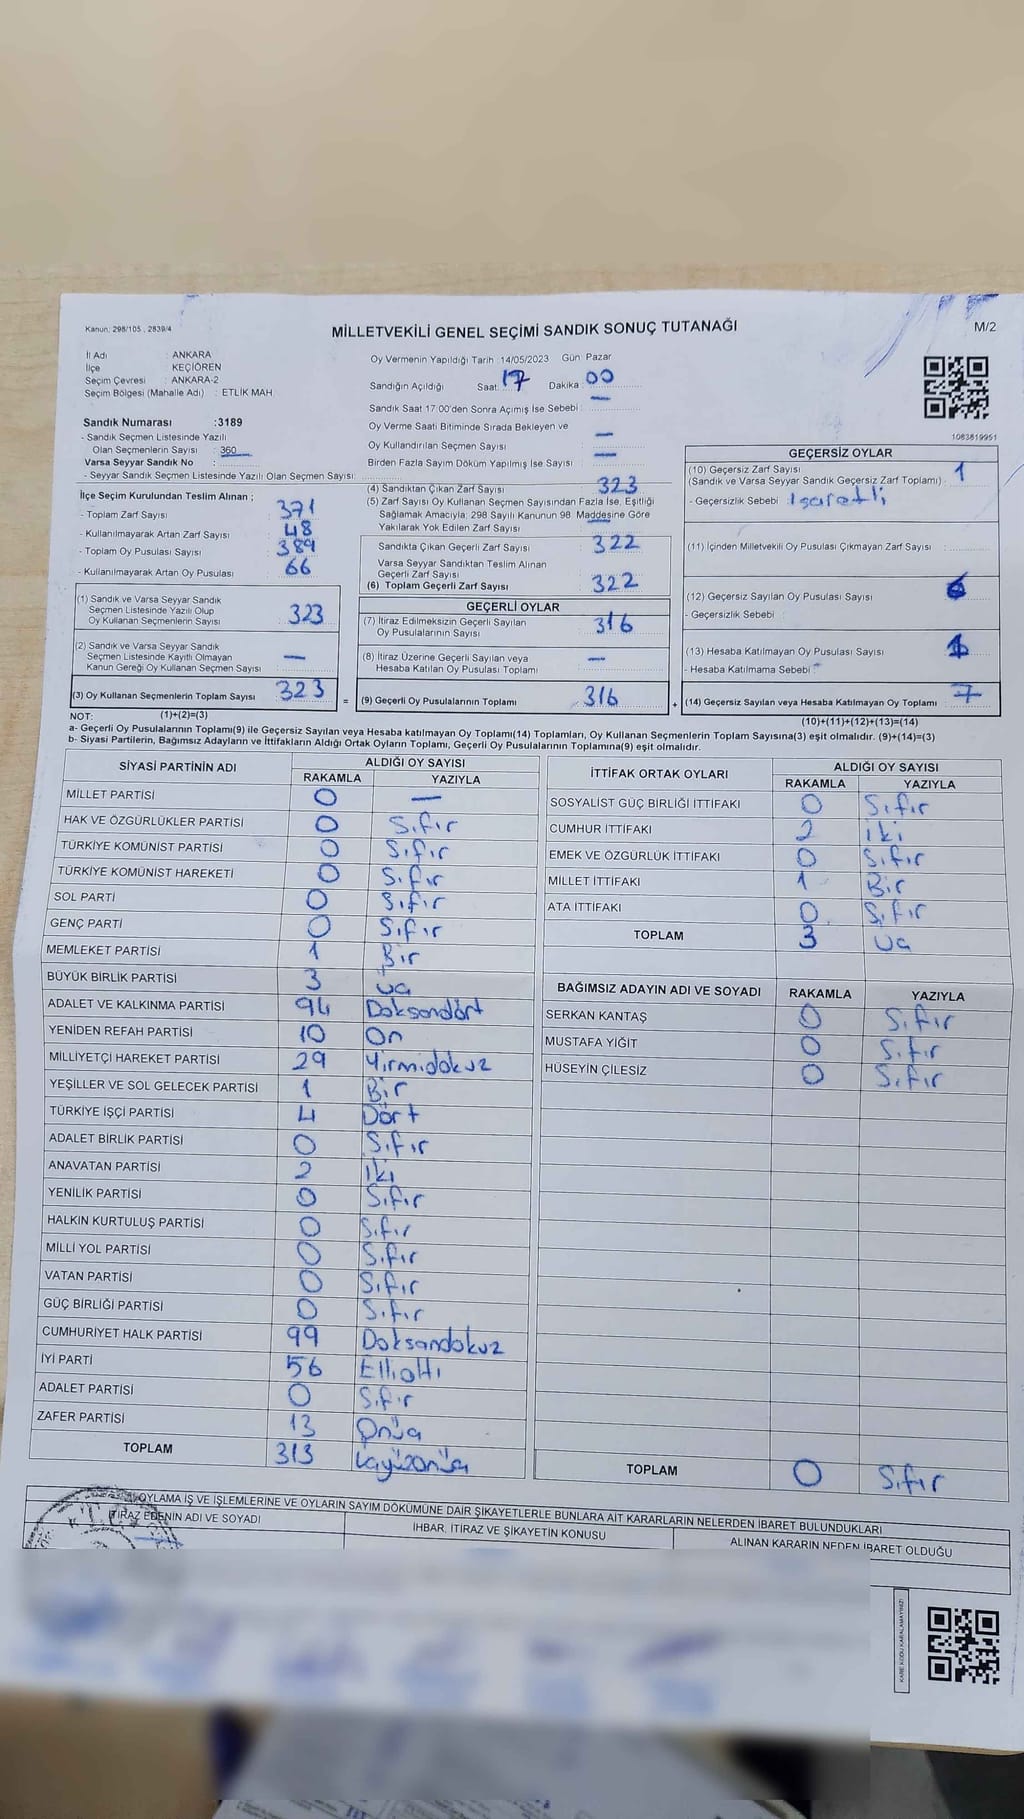 Kanun; 298/105 , 2839/4
MİLLETVEKİLİ GENEL SEÇİMİ SANDIK SONUÇ TUTANAĞI
M/2
İl Adı : ANKARA
İlçe : KEÇİÖREN
Seçim Çevresi : ANKARA-2
Seçim Bölgesi (Mahalle Adı) : ETLİK MAH
Sandık Numarası :3189
- Sandık Seçmen Listesinde Yazılı
Olan Seçmenlerin Sayısı : 360
Varsa Seyyar Sandık No :
- Seyyar Sandık Seçmen Listesinde Yazılı Olan Seçmen Sayısı:
Oy Vermenin Yapıldığı Tarih :14/05/2023 Gün Pazar
Sandığın Açıldığı Saat: 17 Dakika: 00
Sandık Saat 17:00'den Sonra Açımış İse Sebebi : —
Oy Verme Saati Bitiminde Sırada Bekleyen ve
Oy Kullandırılan Seçmen Sayısı : —
Birden Fazla Sayım Döküm Yapılmış İse Sayısı : —
1083819951
İlçe Seçim Kurulundan Teslim Alınan ;
- Toplam Zarf Sayısı : 371
- Kullanılmayarak Artan Zarf Sayısı : 48
- Toplam Oy Pusulası Sayısı : 389
- Kullanılmayarak Artan Oy Pusulası : 66
(4) Sandıktan Çıkan Zarf Sayısı : 323
(5) Zarf Sayısı Oy Kullanan Seçmen Sayısından Fazla İse, Eşitliği
Sağlamak Amacıyla; 298 Sayılı Kanunun 98. Maddesine Göre
Yakılarak Yok Edilen Zarf Sayısı : —
Sandıkta Çıkan Geçerli Zarf Sayısı : 322
Varsa Seyyar Sandıktan Teslim Alınan
Geçerli Zarf Sayısı :
(6) Toplam Geçerli Zarf Sayısı : 322
GEÇERSİZ OYLAR
(10) Geçersiz Zarf Sayısı
(Sandık ve Varsa Seyyar Sandık Geçersiz Zarf Toplamı) : 1
- Geçersizlik Sebebi : İşaretli
(11) İçinden Milletvekili Oy Pusulası Çıkmayan Zarf Sayısı :
(12) Geçersiz Sayılan Oy Pusulası Sayısı : 6
- Geçersizlik Sebebi :
(13) Hesaba Katılmayan Oy Pusulası Sayısı :
- Hesaba Katılmama Sebebi :
(14) Geçersiz Sayılan veya Hesaba Katılmayan Oy Toplamı : 7
(10)+(11)+(12)+(13)=(14)
(1) Sandık ve Varsa Seyyar Sandık
Seçmen Listesinde Yazılı Olup
Oy Kullanan Seçmenlerin Sayısı : 323
(2) Sandık ve Varsa Seyyar Sandık
Seçmen Listesinde Kayıtlı Olmayan
Kanun Gereği Oy Kullanan Seçmen Sayısı : —
(3) Oy Kullanan Seçmenlerin Toplam Sayısı : 323 =
(1)+(2)=(3)
GEÇERLİ OYLAR
(7) İtiraz Edilmeksizin Geçerli Sayılan
Oy Pusulalarının Sayısı : 316
(8) İtiraz Üzerine Geçerli Sayılan veya
Hesaba Katılan Oy Pusulası Toplamı : —
(9) Geçerli Oy Pusulalarının Toplamı : 316 +
NOT:
a- Geçerli Oy Pusulalarının Toplamı(9) ile Geçersiz Sayılan veya Hesaba katılmayan Oy Toplamı(14) Toplamları, Oy Kullanan Seçmenlerin Toplam Sayısına(3) eşit olmalıdır. (9)+(14)=(3)
b- Siyasi Partilerin, Bağımsız Adayların ve İttifakların Aldığı Ortak Oyların Toplamı, Geçerli Oy Pusulalarının Toplamına(9) eşit olmalıdır.
SİYASİ PARTİNİN ADI ALDIĞI OY SAYISI
RAKAMLA YAZIYLA
MİLLET PARTİSİ 0 —
HAK VE ÖZGÜRLÜKLER PARTİSİ 0 Sıfır
TÜRKİYE KOMÜNİST PARTİSİ 0 Sıfır
TÜRKİYE KOMÜNİST HAREKETİ 0 Sıfır
SOL PARTİ 0 Sıfır
GENÇ PARTİ 0 Sıfır
MEMLEKET PARTİSİ 1 Bir
BÜYÜK BİRLİK PARTİSİ 3 üç
ADALET VE KALKINMA PARTİSİ 94 Doksandört
YENİDEN REFAH PARTİSİ 10 On
MİLLİYETÇİ HAREKET PARTİSİ 29 Yirmidokuz
YEŞİLLER VE SOL GELECEK PARTİSİ 1 Bir
TÜRKİYE İŞÇİ PARTİSİ 4 Dört
ADALET BİRLİK PARTİSİ 0 Sıfır
ANAVATAN PARTİSİ 2 İki
YENİLİK PARTİSİ 0 Sıfır
HALKIN KURTULUŞ PARTİSİ 0 Sıfır
MİLLİ YOL PARTİSİ 0 Sıfır
VATAN PARTİSİ 0 Sıfır
GÜÇ BİRLİĞİ PARTİSİ 0 Sıfır
CUMHURİYET HALK PARTİSİ 99 Doksandokuz
İYİ PARTİ 56 Ellialtı
ADALET PARTİSİ 0 Sıfır
ZAFER PARTİSİ 13 Onüç
TOPLAM 313 üçyüzonüç
İTTİFAK ORTAK OYLARI ALDIĞI OY SAYISI
RAKAMLA YAZIYLA
SOSYALİST GÜÇ BİRLİĞİ İTTİFAKI 0 Sıfır
CUMHUR İTTİFAKI 2 İki
EMEK VE ÖZGÜRLÜK İTTİFAKI 0 Sıfır
MİLLET İTTİFAKI 1 Bir
ATA İTTİFAKI 0 Sıfır
TOPLAM 3 üç
BAĞIMSIZ ADAYIN ADI VE SOYADI RAKAMLA YAZIYLA
SERKAN KANTAŞ 0 Sıfır
MUSTAFA YİĞİT 0 Sıfır
HÜSEYİN ÇİLESİZ 0 Sıfır
TOPLAM 0 Sıfır
OYLAMA İŞ VE İŞLEMLERİNE VE OYLARIN SAYIM DÖKÜMÜNE DAİR ŞİKAYETLERLE BUNLARA AİT KARARLARIN NELERDEN İBARET BULUNDUKLARI
İTİRAZ EDENİN ADI VE SOYADI
İHBAR, İTİRAZ VE ŞİKAYETİN KONUSU
ALINAN KARARIN NEDEN İBARET OLDUĞU
KARE KODU KARALAMAYINIZ!